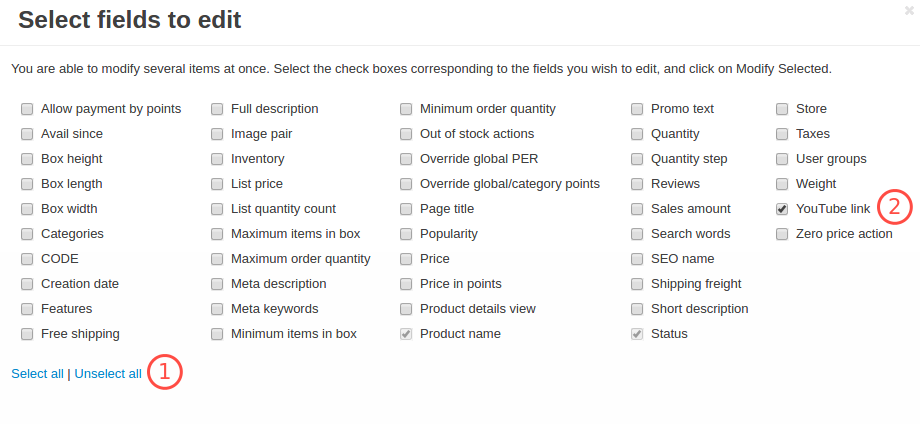 Select fields to edit
You are able to modify several items at once. Select the check boxes corresponding to the fields you wish to edit, and click on Modify Selected.
Allow payment by points Full description Minimum order quantity Promo text Store
Avail since Image pair Out of stock actions Quantity Taxes
Box height Inventory Override global PER Quantity step User groups
Box length List price Override global/category points Reviews Weight
Box width List quantity count Page title Sales amount YouTube link 2
Categories Maximum items in box Popularity Search words Zero price action
CODE Maximum order quantity Price SEO name
Creation date Meta description Price in points Shipping freight
Features Meta keywords Product details view Short description
Free shipping Minimum items in box Product name Status
Select all | Unselect all 1